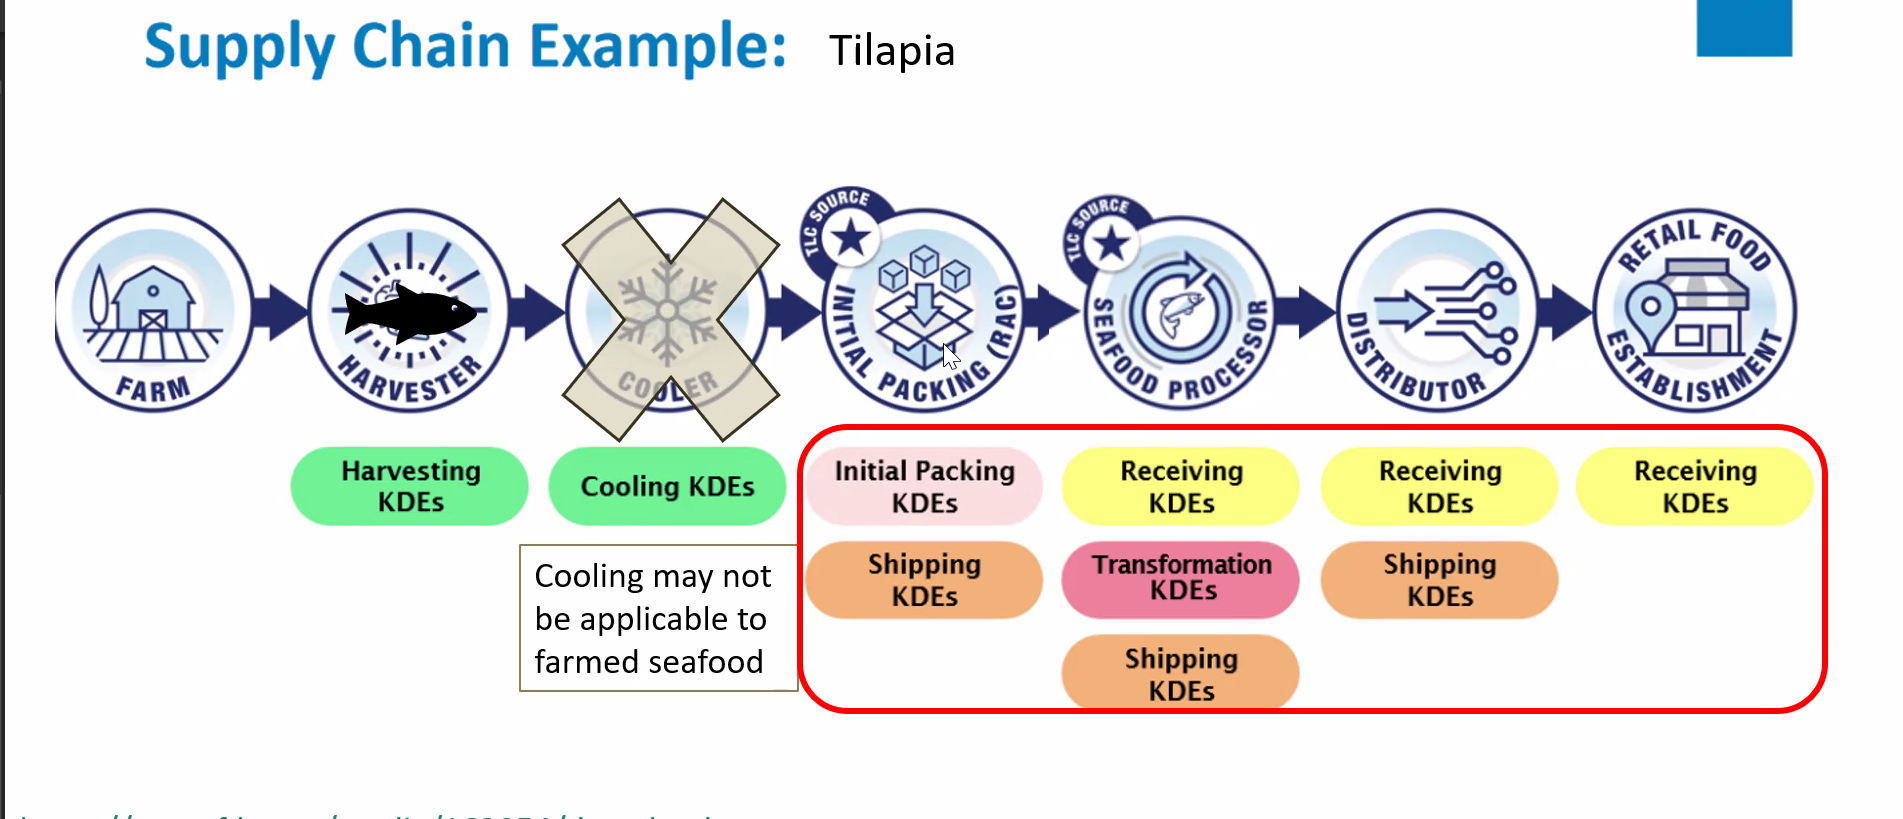 Supply Chain Example: Tilapia
FARM
HARVESTER
COOLER
TLC SOURCE
INITIAL PACKING (RAC)
TLC SOURCE
SEAFOOD PROCESSOR
DISTRIBUTOR
RETAIL FOOD
ESTABLISHMENT
Harvesting
KDEs
Cooling KDEs
Cooling may not
be applicable to
farmed seafood
Initial Packing
KDEs
Shipping
KDEs
Receiving
KDEs
Transformation
KDEs
Shipping
KDEs
Receiving
KDEs
Shipping
KDEs
Receiving
KDEs